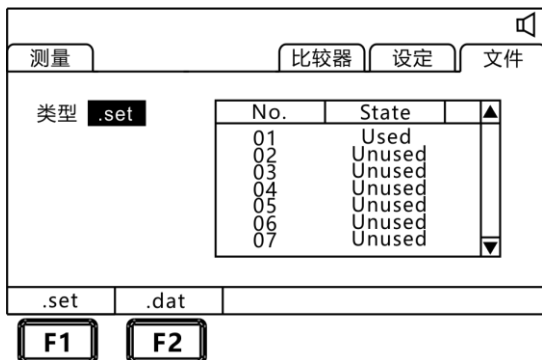 测量 比较器 设定 文件
类型 .set
No. State
01 Used
02 Unused
03 Unused
04 Unused
05 Unused
06 Unused
07 Unused
.set .dat
F1 F2